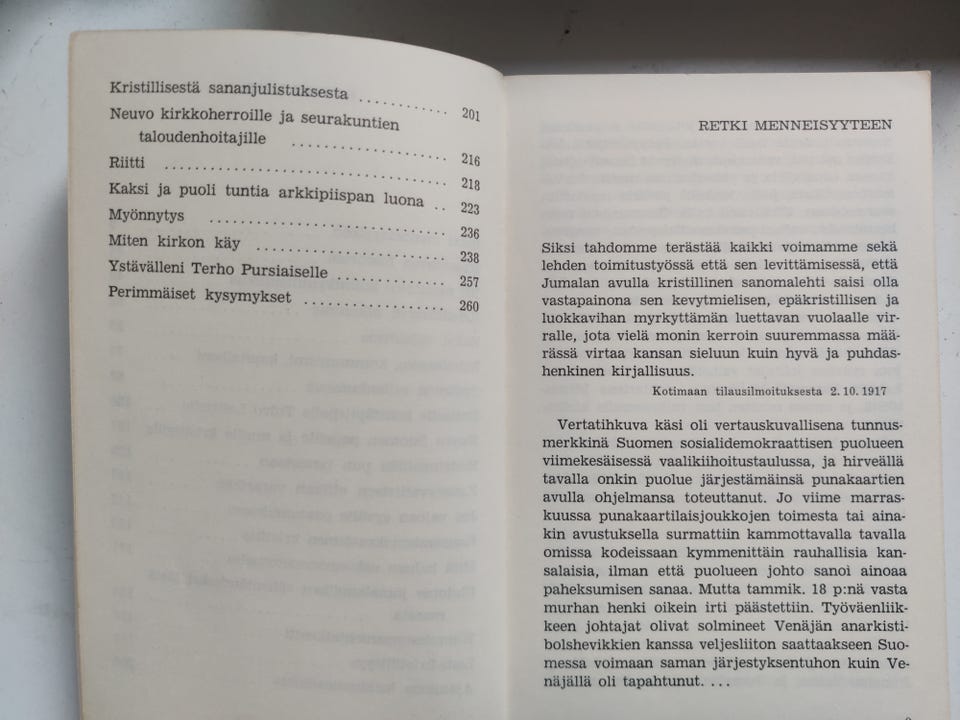 Kristillisestä sananjulistuksesta ........... 201
Neuvo kirkkoherroille ja seurakuntien
taloudenhoitajille .................... 216
Riitti .................................... 218
Kaksi ja puoli tuntia arkkipiispan luona .. 223
Myönnytys .............................. 236
Miten kirkon käy ........................ 238
Ystävälleni Terho Pursiaiselle ............. 257
Perimmäiset kysymykset .................. 260
RETKI MENNEISYYTEEN
Siksi tahdomme terästää kaikki voimamme sekä
lehden toimitustyössä että sen levittämisessä, että
Jumalan avulla kristillinen sanomalehti saisi olla
vastapainona sen kevytmielisen, epäkristillisen ja
luokkavihan myrkyttämän luettavan vuolaalle vir-
ralle, jota vielä monin kerroin suuremmassa mää-
rässä virtaa kansan sieluun kuin hyvä ja puhdas-
henkinen kirjallisuus.
Kotimaan tilausilmoituksesta 2. 10. 1917
Vertatihkuva käsi oli vertauskuvallisena tunnus-
merkkinä Suomen sosialidemokraattisen puolueen
viimekesäisessä vaalikiihoitustaulussa, ja hirveällä
tavalla onkin puolue järjestämäinsä punakaartien
avulla ohjelmansa toteuttanut. Jo viime marras-
kuussa punakaartilaisjoukkojen toimesta tai aina-
kin avustuksella surmattiin kammottavalla tavalla
omissa kodeissaan kymmenittäin rauhallisia kan-
salaisia, ilman että puolueen johto sanoi ainoaa
paheksumisen sanaa. Mutta tammik. 18 p:nä vasta
murhan henki oikein irti päästettiin. Työväenliik-
keen johtajat olivat solmineet Venäjän anarkisti-
bolshevikkien kanssa veljesliiton saattaakseen Suo-
messa voimaan saman järjestyksentuhon kuin Ve-
näjällä oli tapahtunut. ...